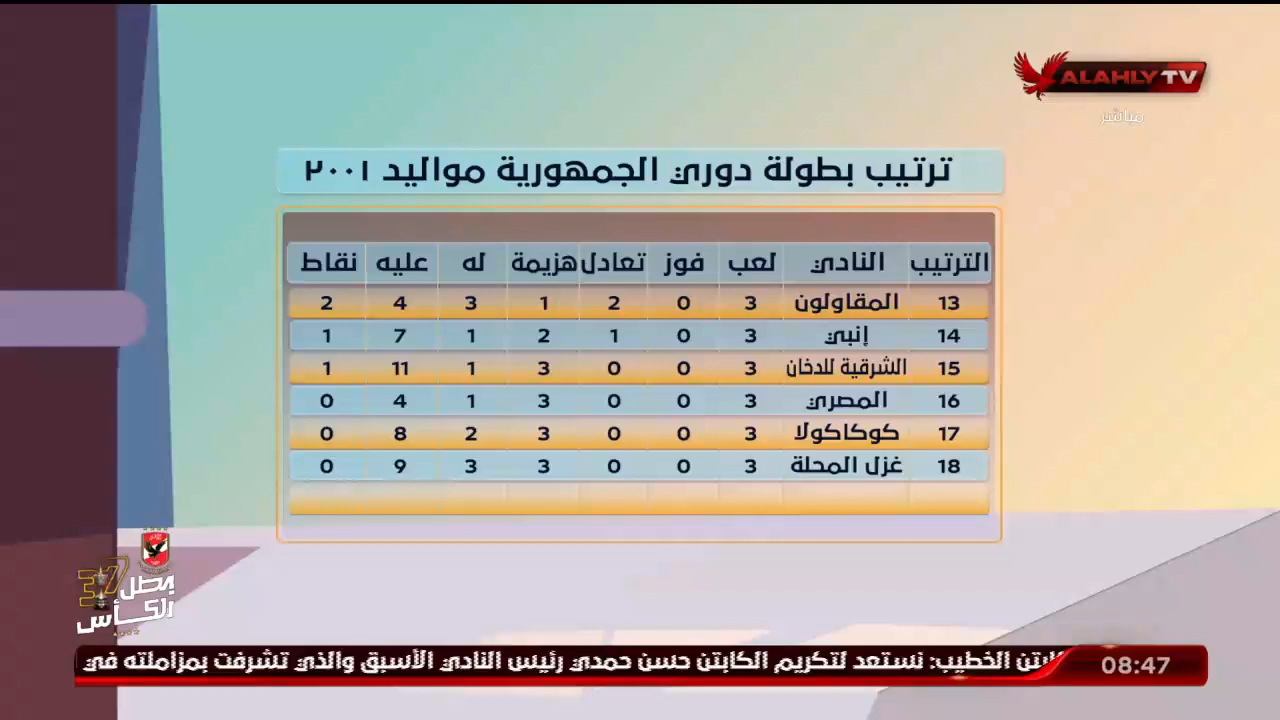 ALAHLY TV
مباشر
ترتيب بطولة دوري الجمهورية مواليد ٢٠٠١
الترتيب النادي لعب فوز تعادل هزيمة له عليه نقاط
13 المقاولون 3 0 2 1 3 4 2
14 إنبي 3 0 1 2 1 7 1
15 الشرقية للدخان 3 0 0 3 1 11 1
16 المصري 3 0 0 3 1 4 0
17 كوكاكولا 3 0 0 3 2 8 0
18 غزل المحلة 3 0 0 3 3 9 0
37 بطل
الكأس
الخطيب: نستعد لتكريم الكابتن حسن حمدي رئيس النادي الأسبق والذي تشرفت بمزاملته في
08:47